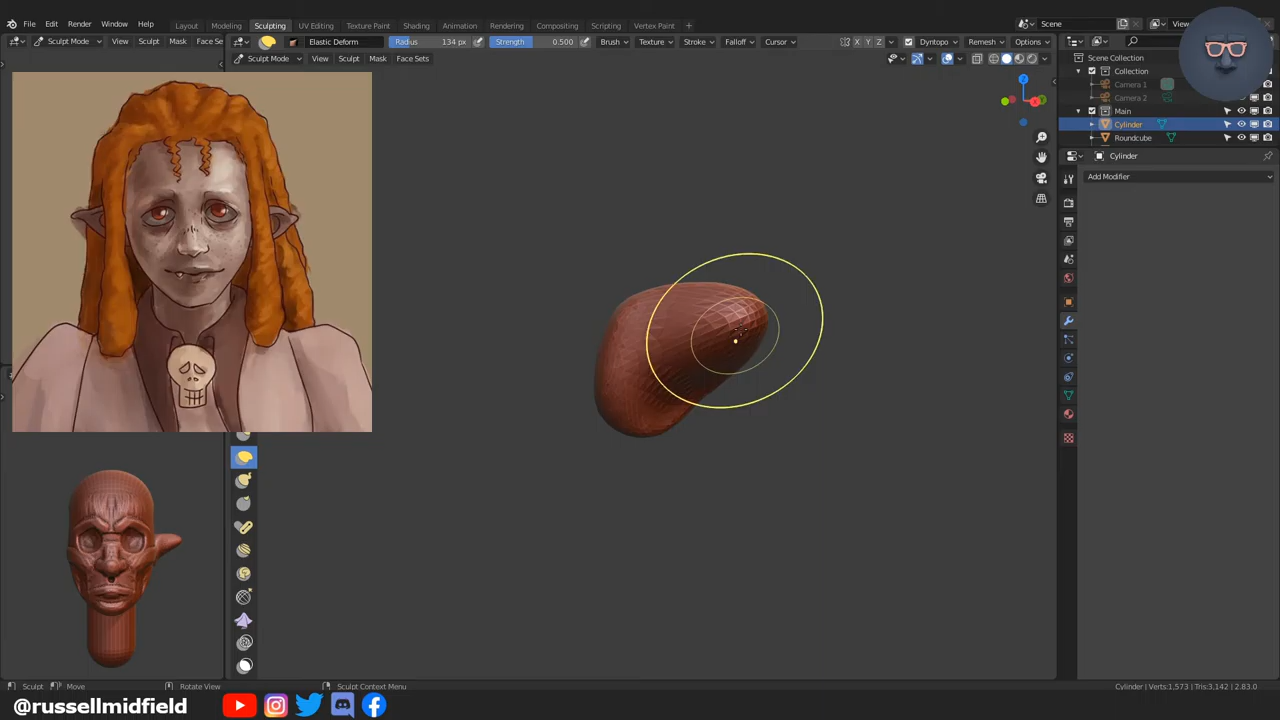 File Edit Render Window Help Layout Modeling Sculpting UV Editing Texture Paint Shading Animation Rendering Compositing Scripting Vertex Paint + Scene View
Sculpt Mode View Sculpt Mask Face Se Elastic Deform Radius 134 px Strength 0.500 Brush Texture Stroke Falloff Cursor X Y Z Dyntopo Remesh Options
Sculpt Mode View Sculpt Mask Face Sets
Scene Collection
Collection
Camera 1
Camera 2
Main
Cylinder
Roundcube
Cylinder
Add Modifier
Sculpt Move Rotate View Sculpt Context Menu Cylinder | Verts:1,573 | Tris:3,142 | 2.83.0
@russellmidfield